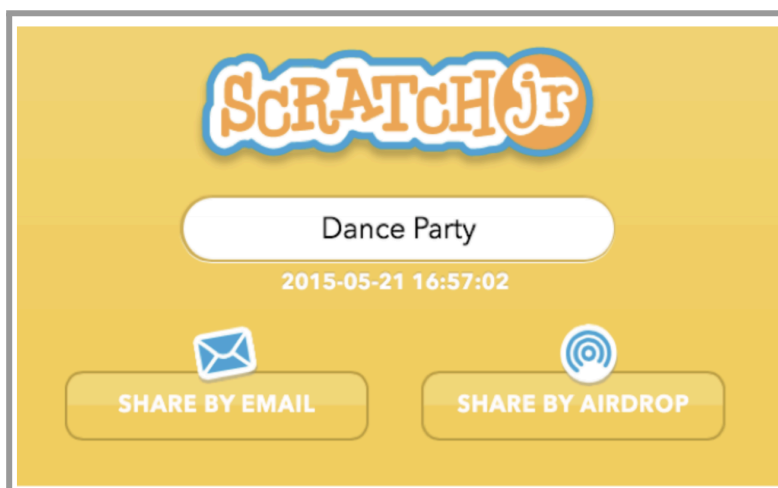 SCRATCH jr
Dance Party
2015-05-21 16:57:02
SHARE BY EMAIL
SHARE BY AIRDROP